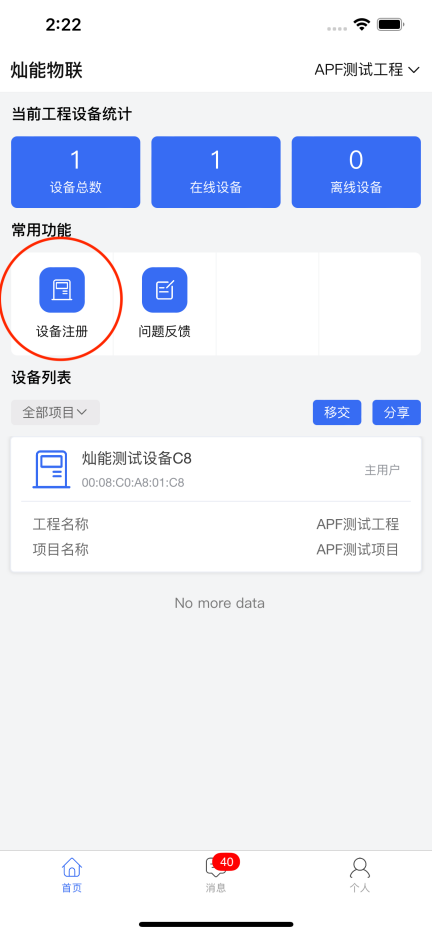 2:22
灿能物联
APF测试工程
当前工程设备统计
1 1 0
设备总数 在线设备 离线设备
常用功能
设备注册 问题反馈
设备列表
全部项目 移交 分享
灿能测试设备C8
00:08:C0:A8:01:C8
主用户
工程名称 APF测试工程
项目名称 APF测试项目
No more data
40
首页 消息 个人